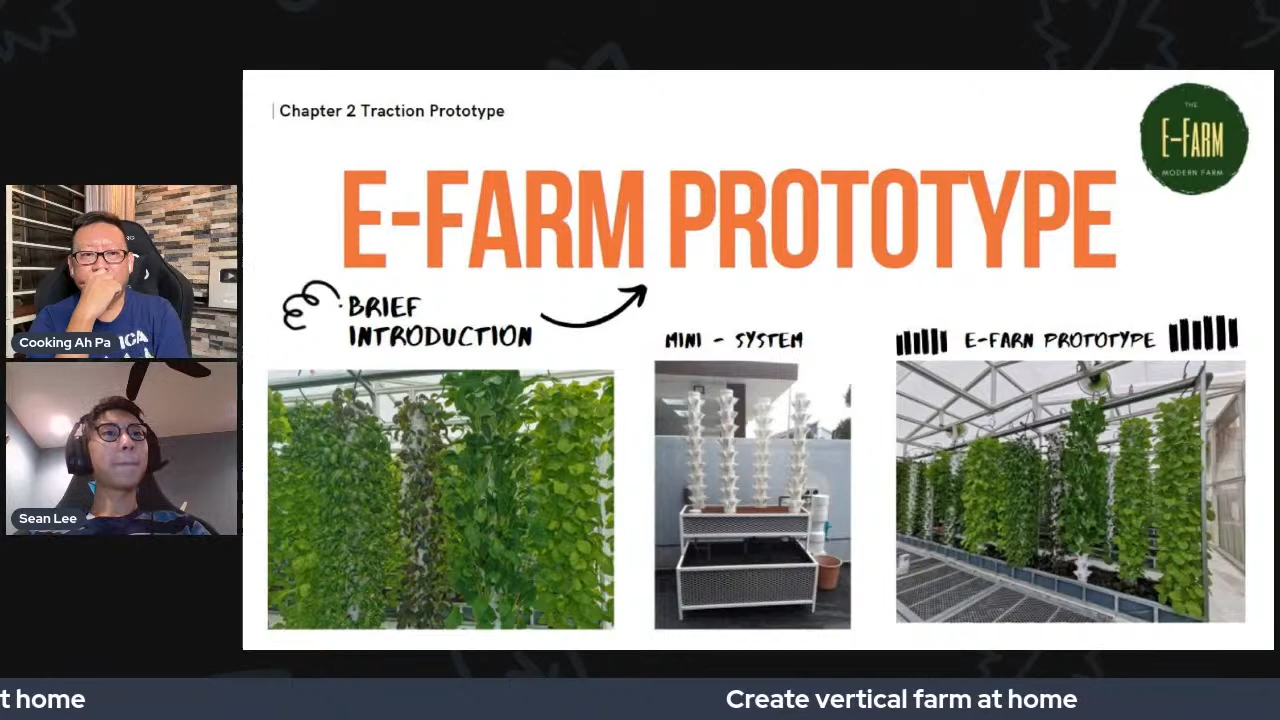 Chapter 2 Traction Prototype
THE
E-FARM
MODERN FARM
E-FARM PROTOTYPE
BRIEF
INTRODUCTION
MINI - SYSTEM
E-FARN PROTOTYPE
Cooking Ah Pa
Sean Lee
t home
Create vertical farm at home